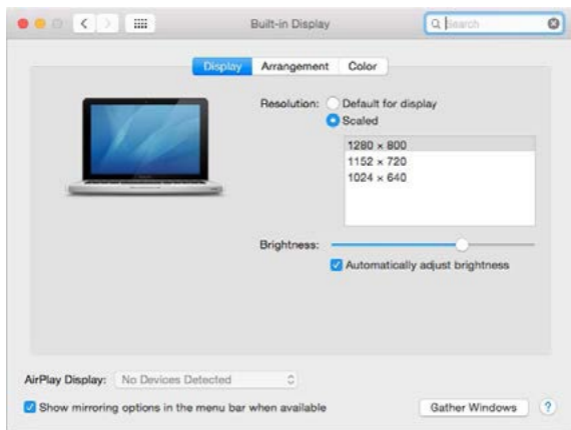 Built-in Display
Search
Display Arrangement Color
Resolution: Default for display
Scaled
1280 × 800
1152 × 720
1024 × 640
Brightness:
Automatically adjust brightness
AirPlay Display: No Devices Detected
Show mirroring options in the menu bar when available
Gather Windows ?